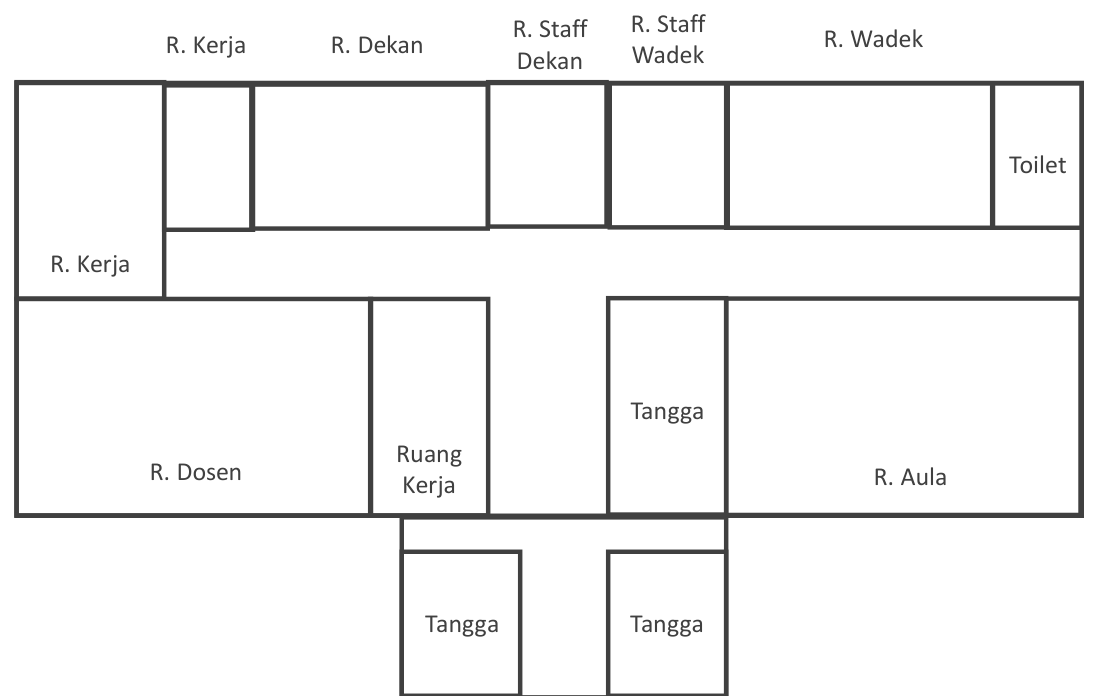 R. Kerja
R. Dekan
R. Staff
Dekan
R. Staff
Wadek
R. Wadek
Toilet
R. Kerja
Tangga
R. Dosen
Ruang
Kerja
R. Aula
Tangga
Tangga